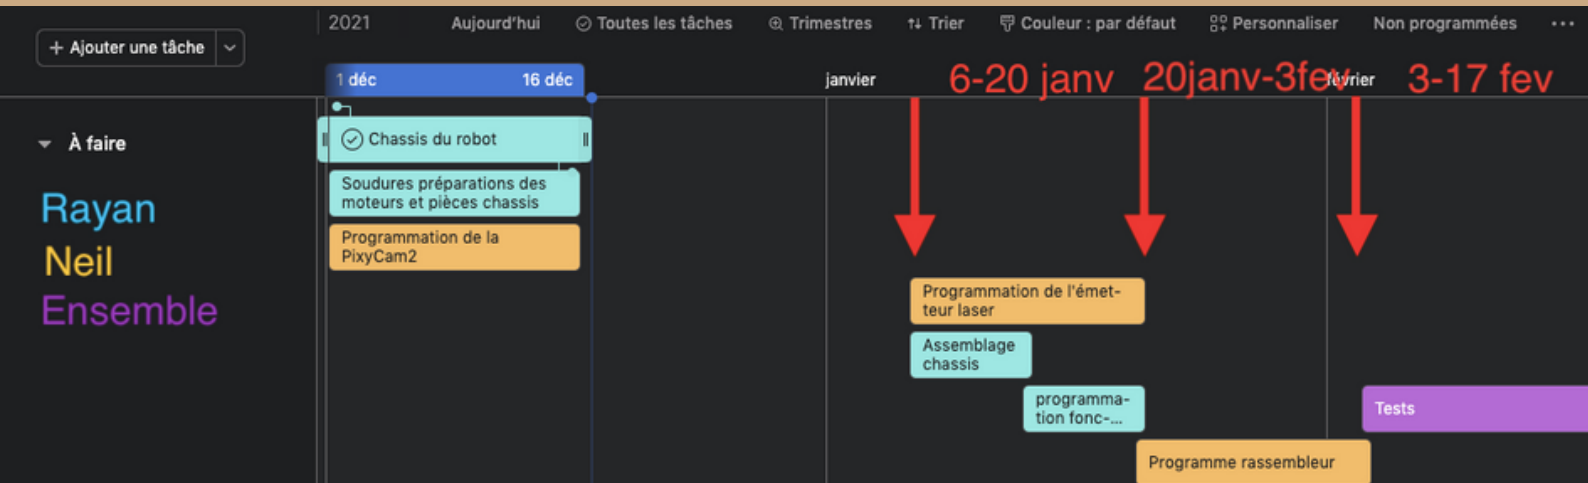 2021
Aujourd'hui
Toutes les tâches
Trimestres
Trier
Couleur : par défaut
Personnaliser
Non programmées
+ Ajouter une tâche
1 déc
16 déc
janvier
6-20 janv
20janv-3fev
février
3-17 fev
À faire
Rayan
Neil
Ensemble
Chassis du robot
Soudures préparations des
moteurs et pièces chassis
Programmation de la
PixyCam2
Programmation de l'émet-
teur laser
Assemblage
chassis
programma-
tion fonc-...
Tests
Programme rassembleur